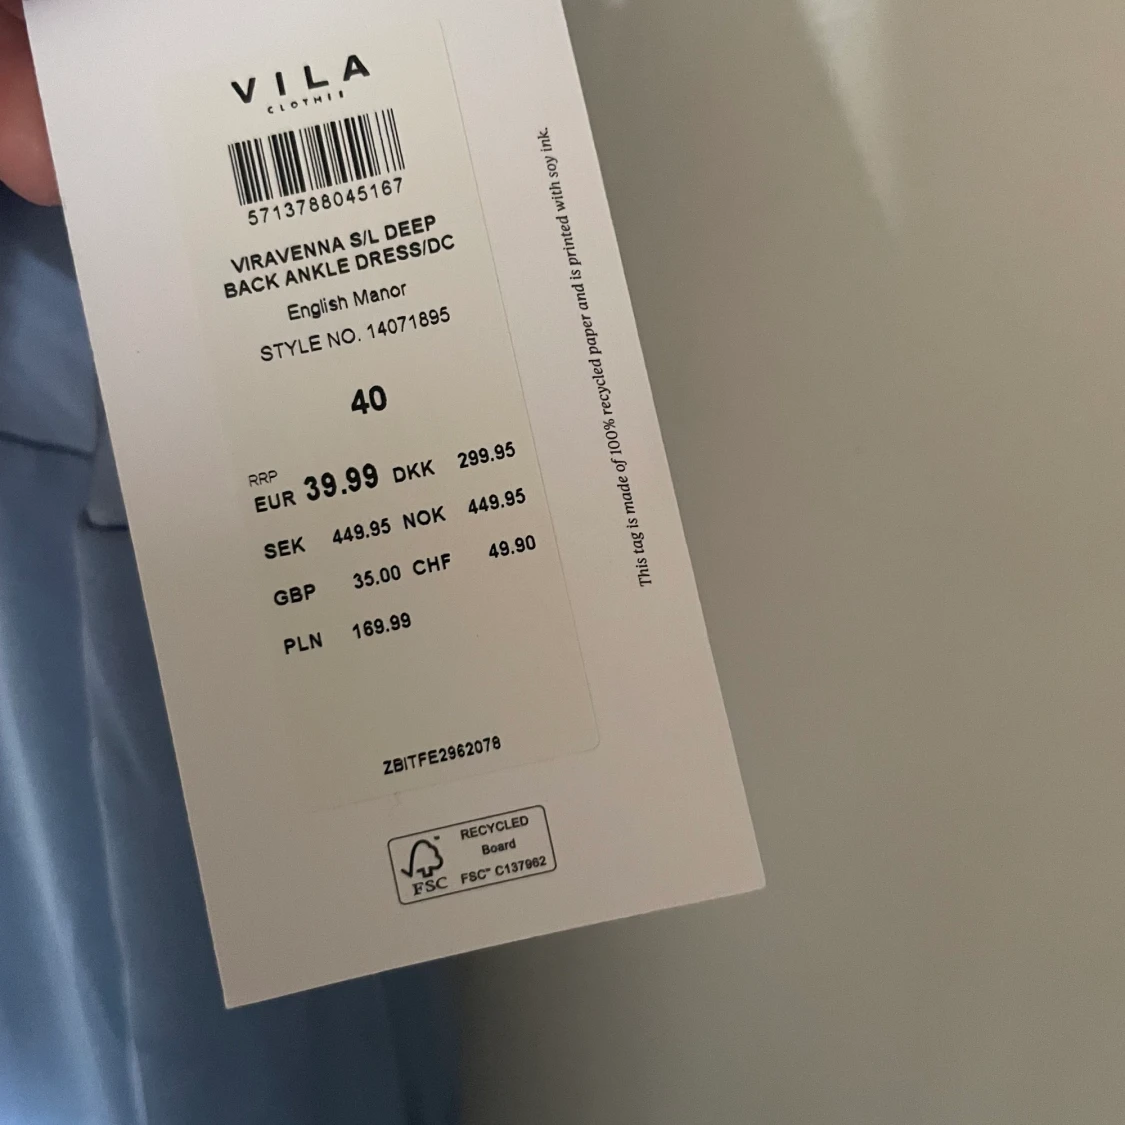 VILA
CLOTHES
5713788045167
VIRAVENNA S/L DEEP
BACK ANKLE DRESS/DC
English Manor
STYLE NO. 14071895
40
RRP
EUR 39.99 DKK 299.95
SEK 449.95 NOK 449.95
GBP 35.00 CHF 49.90
PLN 169.99
ZBITFE2962078
This tag is made of 100% recycled paper and is printed with soy ink.
FSC™
RECYCLED
Board
FSC™ C137962